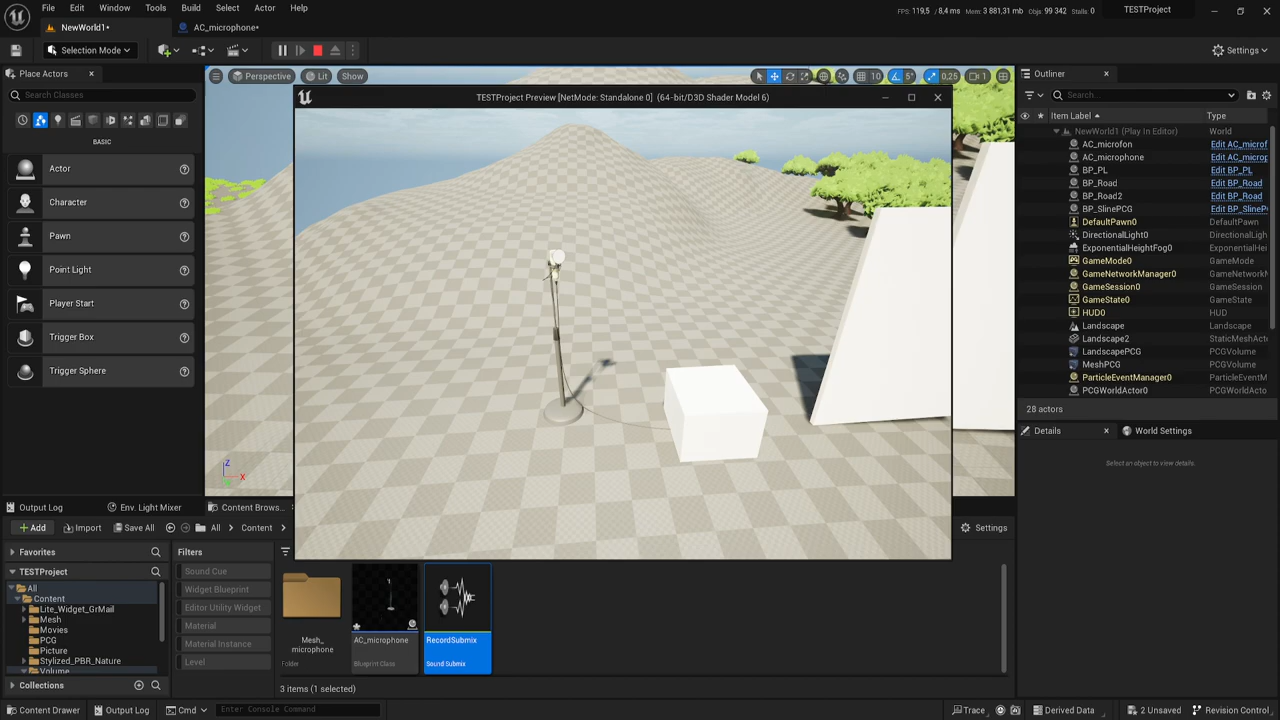 File Edit Window Tools Build Select Actor Help
FPS: 119,5 / 8,4 ms Mem: 3 881,31 mb Objs: 99 342 Stalls: 0
TESTProject
NewWorld1•
AC_microphone•
Selection Mode
Settings
Place Actors
Search Classes
BASIC
Actor
Character
Pawn
Point Light
Player Start
Trigger Box
Trigger Sphere
Perspective Lit Show
10 5° 0,25 1
TESTProject Preview [NetMode: Standalone 0] (64-bit/D3D Shader Model 6)
Outliner
Search...
Item Label Type
NewWorld1 (Play In Editor) World
AC_microfon Edit AC_microf
AC_microphone Edit AC_microp
BP_PL Edit BP_PL
BP_Road Edit BP_Road
BP_Road2 Edit BP_Road
BP_SlinePCG Edit BP_SlineP
DefaultPawn0 DefaultPawn
DirectionalLight0 DirectionalLigh
ExponentialHeightFog0 ExponentialHei
GameMode0 GameMode
GameNetworkManager0 GameNetworkM
GameSession0 GameSession
GameState0 GameState
HUD0 HUD
Landscape Landscape
Landscape2 StaticMeshActo
LandscapePCG PCGVolume
MeshPCG PCGVolume
ParticleEventManager0 ParticleEventM
PCGWorldActor0 PCGWorldActo
28 actors
Details
World Settings
Select an object to view details.
Output Log
Env. Light Mixer
Content Brows...
Add Import Save All All Content
Settings
Favorites
TESTProject
All
Content
Lite_Widget_GrMail
Mesh
Movies
PCG
Picture
Stylized_PBR_Nature
Volume
Collections
Filters
Sound Cue
Widget Blueprint
Editor Utility Widget
Material
Material Instance
Level
Mesh_
microphone
Folder
AC_microphone
Blueprint Class
RecordSubmix
Sound Submix
3 items (1 selected)
Content Drawer Output Log Cmd Enter Console Command
Trace Derived Data 2 Unsaved Revision Control